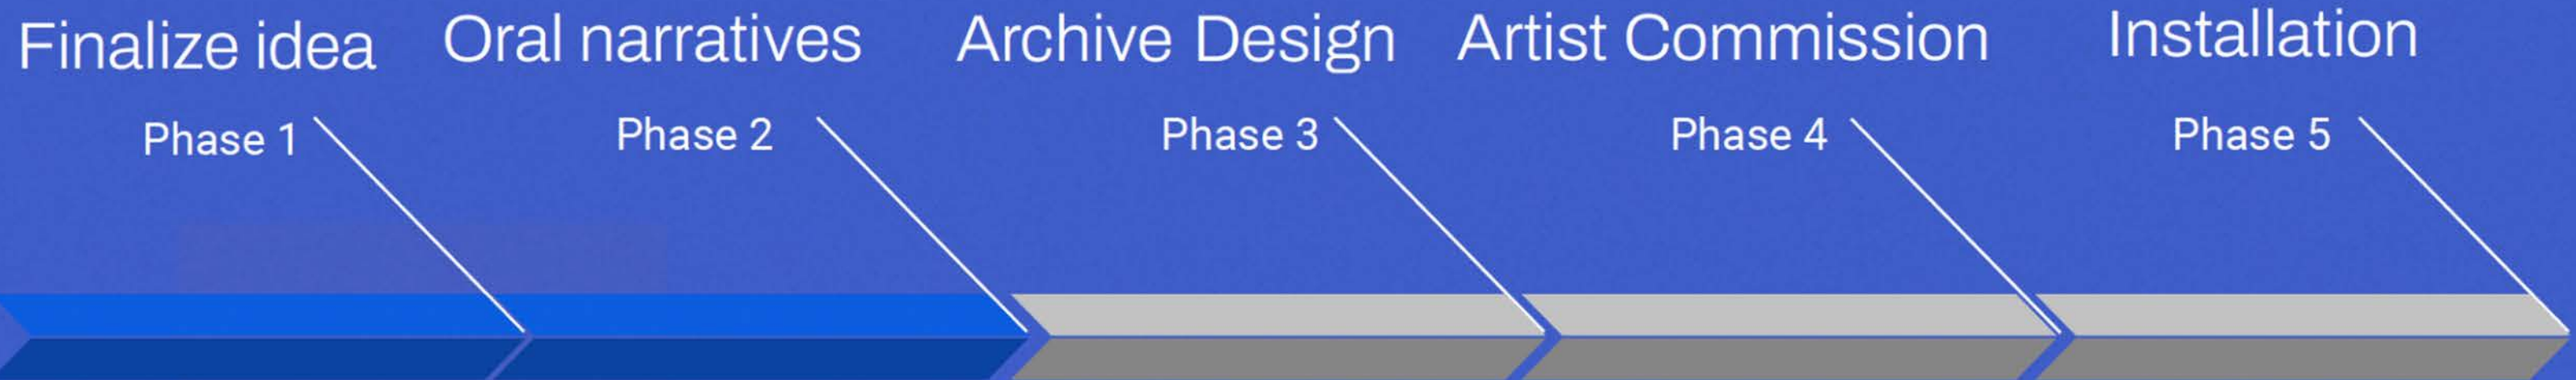 Finalize idea
Oral narratives
Archive Design
Artist Commission
Installation
Phase 1
Phase 2
Phase 3
Phase 4
Phase 5